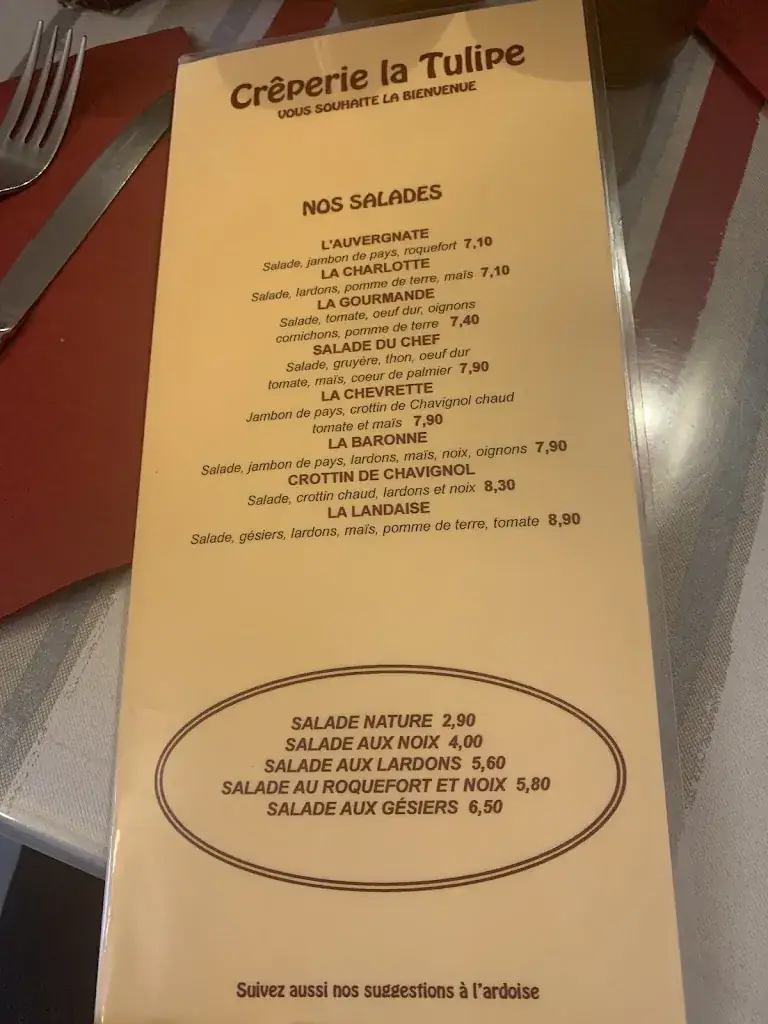 Crêperie la Tulipe
VOUS SOUHAITE LA BIENVENUE
NOS SALADES
L'AUVERGNATE
Salade, jambon de pays, roquefort 7,10
LA CHARLOTTE
Salade, lardons, pomme de terre, maïs 7,10
LA GOURMANDE
Salade, tomate, oeuf dur, oignons
cornichons, pomme de terre 7,40
SALADE DU CHEF
Salade, gruyère, thon, oeuf dur
tomate, maïs, coeur de palmier 7,90
LA CHEVRETTE
Jambon de pays, crottin de Chavignol chaud
tomate et maïs 7,90
LA BARONNE
Salade, jambon de pays, lardons, maïs, noix, oignons 7,90
CROTTIN DE CHAVIGNOL
Salade, crottin chaud, lardons et noix 8,30
LA LANDAISE
Salade, gésiers, lardons, maïs, pomme de terre, tomate 8,90
SALADE NATURE 2,90
SALADE AUX NOIX 4,00
SALADE AUX LARDONS 5,60
SALADE AU ROQUEFORT ET NOIX 5,80
SALADE AUX GÉSIERS 6,50
Suivez aussi nos suggestions à l'ardoise